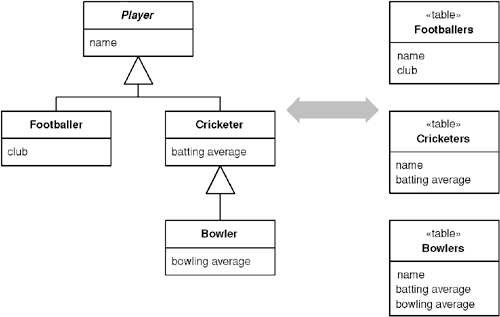 Player
name
Footballer
club
Cricketer
batting average
Bowler
bowling average
«table»
Footballers
name
club
«table»
Cricketers
name
batting average
«table»
Bowlers
name
batting average
bowling average